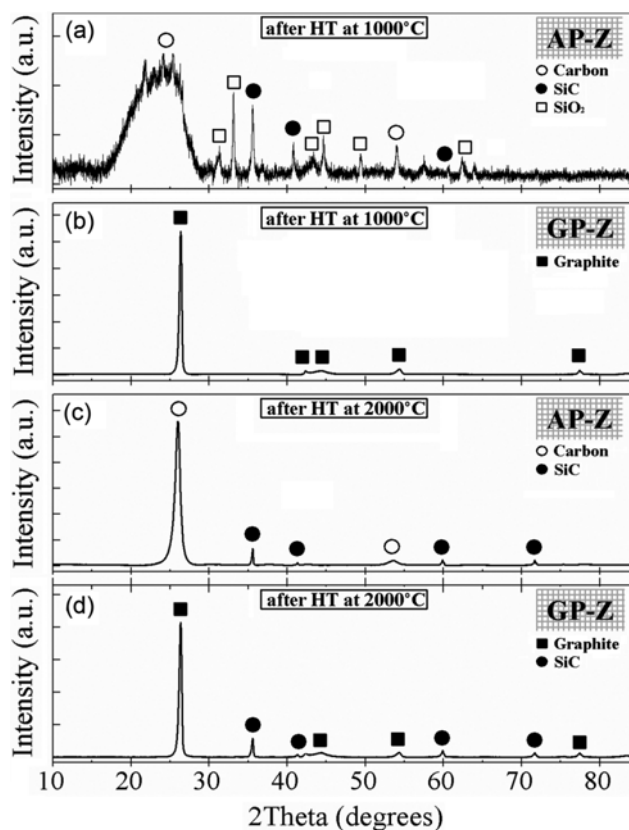 (a)
after HT at 1000°C
AP-Z
Carbon
SiC
SiO₂
Intensity (a.u.)
(b)
after HT at 1000°C
GP-Z
Graphite
Intensity (a.u.)
(c)
after HT at 2000°C
AP-Z
Carbon
SiC
Intensity (a.u.)
(d)
after HT at 2000°C
GP-Z
Graphite
SiC
Intensity (a.u.)
10 20 30 40 50 60 70 80
2Theta (degrees)